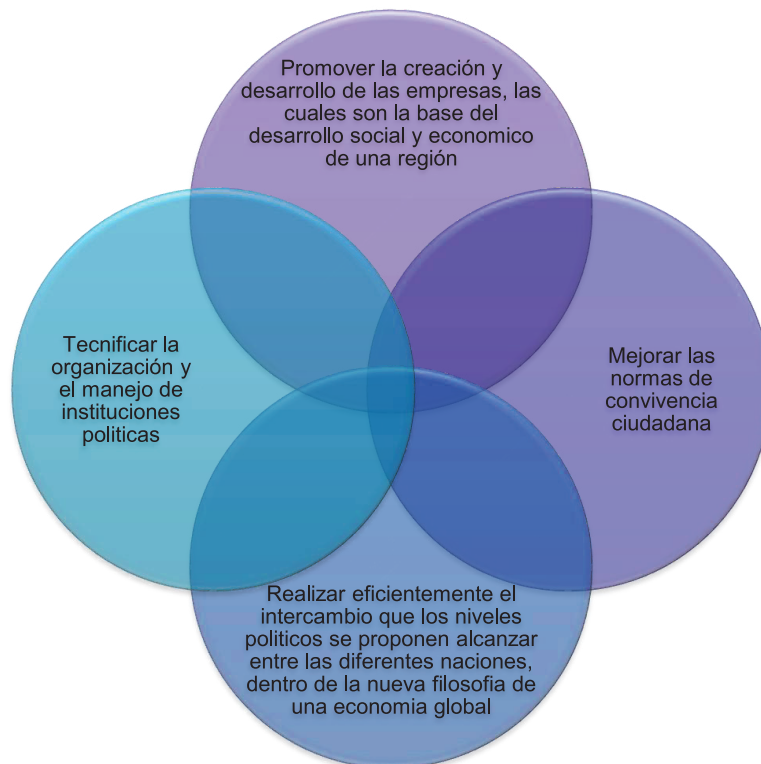 Promover la creación y
desarrollo de las empresas, las
cuales son la base del
desarrollo social y economico
de una región
Tecnificar la
organización y
el manejo de
instituciones
politicas
Mejorar las
normas de
convivencia
ciudadana
Realizar eficientemente el
intercambio que los niveles
politicos se proponen alcanzar
entre las diferentes naciones,
dentro de la nueva filosofia de
una economia global